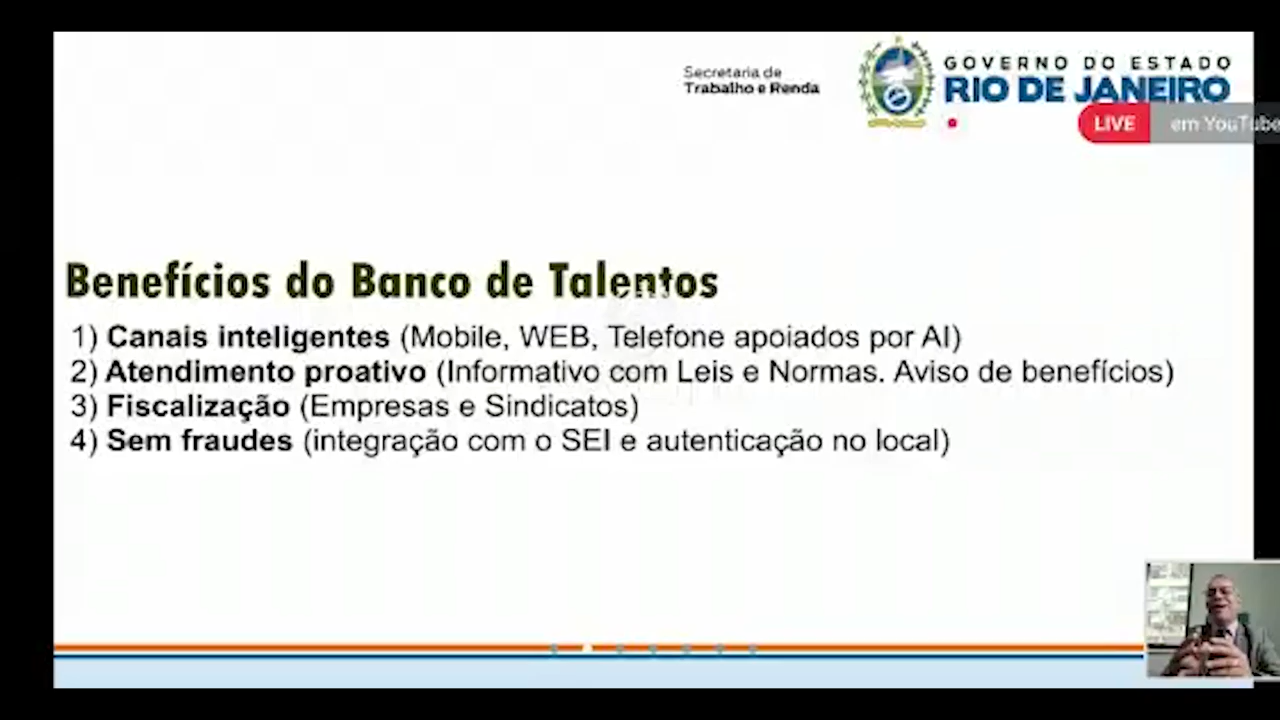 Secretaria de
Trabalho e Renda
GOVERNO DO ESTADO
RIO DE JANEIRO
LIVE em YouTube
Benefícios do Banco de Talentos
1) Canais inteligentes (Mobile, WEB, Telefone apoiados por AI)
2) Atendimento proativo (Informativo com Leis e Normas. Aviso de benefícios)
3) Fiscalização (Empresas e Sindicatos)
4) Sem fraudes (integração com o SEI e autenticação no local)